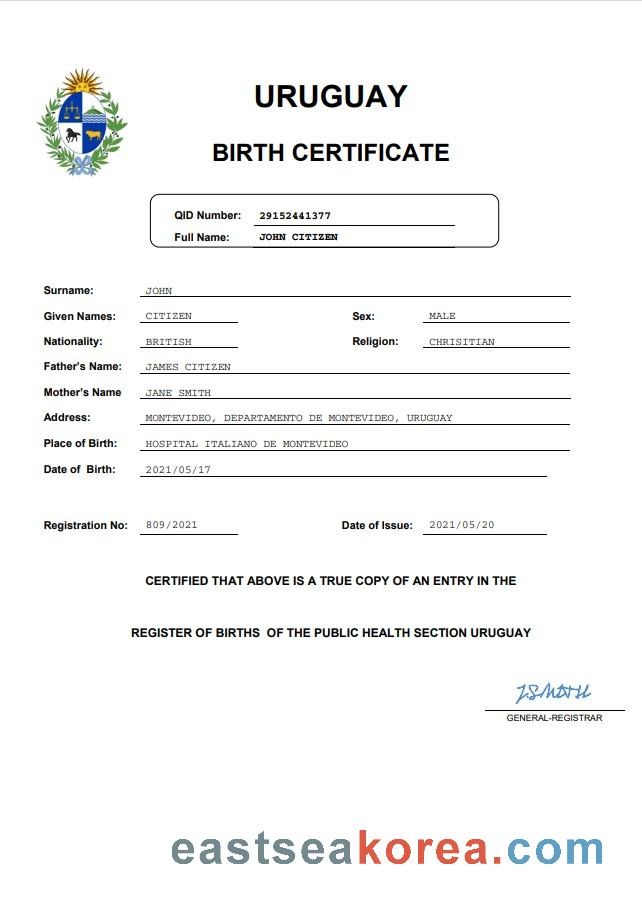 URUGUAY
BIRTH CERTIFICATE
QID Number: 29152441377
Full Name: JOHN CITIZEN
Surname: JOHN
Given Names: CITIZEN Sex: MALE
Nationality: BRITISH Religion: CHRISITIAN
Father's Name: JAMES CITIZEN
Mother's Name JANE SMITH
Address: MONTEVIDEO, DEPARTAMENTO DE MONTEVIDEO, URUGUAY
Place of Birth: HOSPITAL ITALIANO DE MONTEVIDEO
Date of Birth: 2021/05/17
Registration No: 809/2021 Date of Issue: 2021/05/20
CERTIFIED THAT ABOVE IS A TRUE COPY OF AN ENTRY IN THE
REGISTER OF BIRTHS OF THE PUBLIC HEALTH SECTION URUGUAY
J.SMITH
GENERAL-REGISTRAR
eastseakorea.com